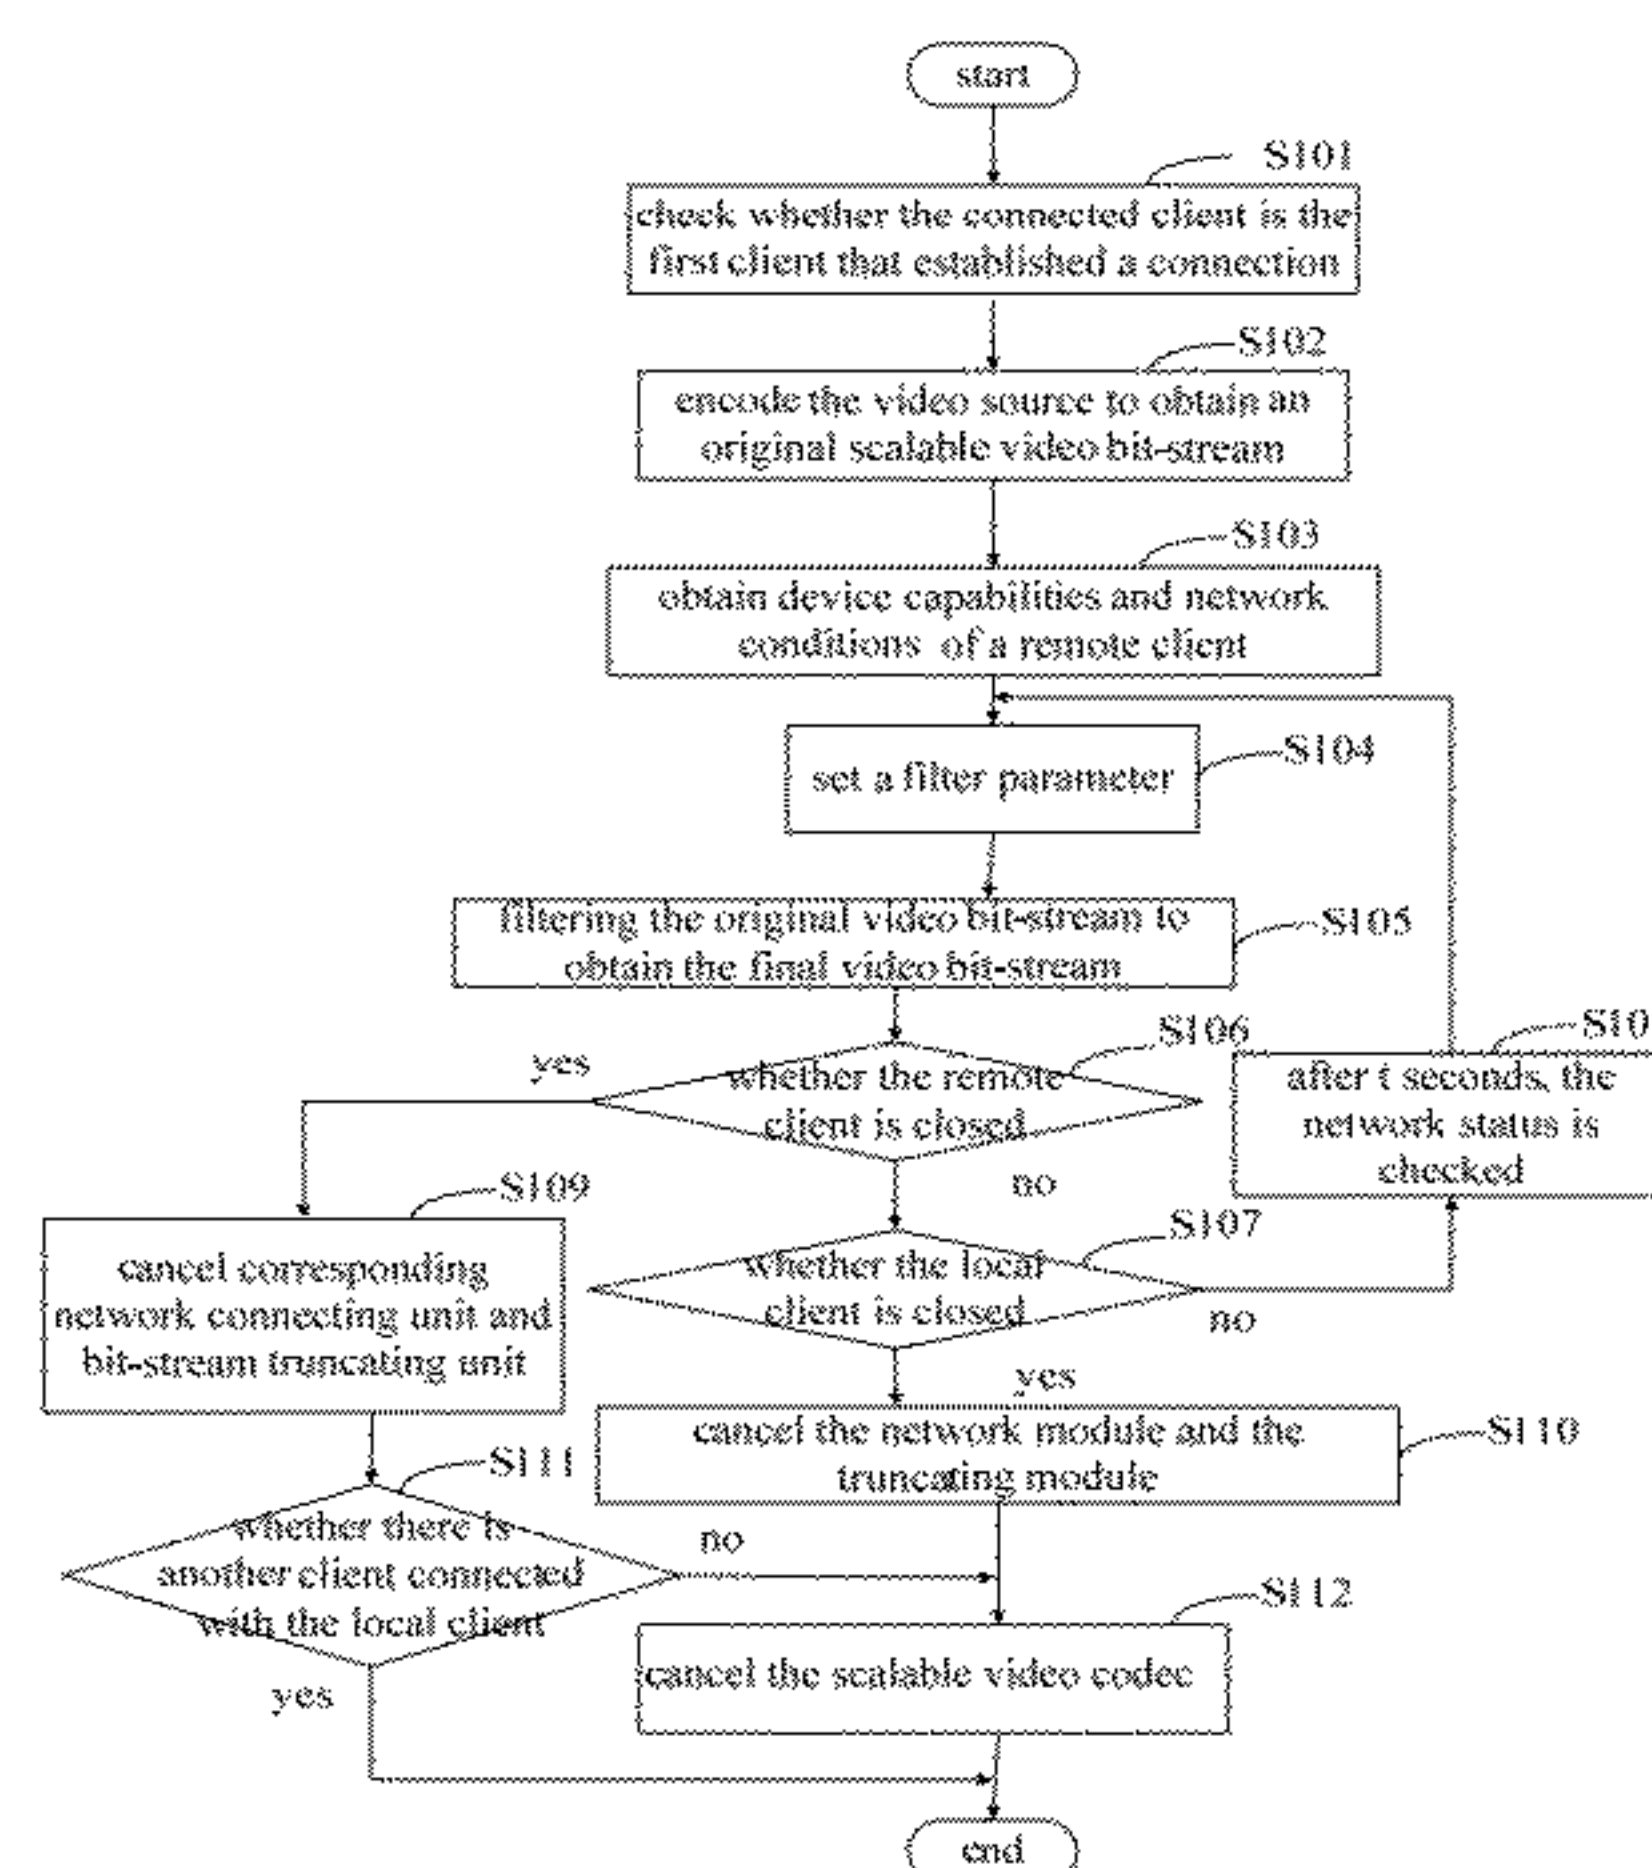 start
S101
check whether the connected client is the
first client that established a connection
S102
encode the video source to obtain an
original scalable video bit-stream
S103
obtain device capabilities and network
conditions of a remote client
S104
set a filter parameter
S105
filtering the original video bit-stream to
obtain the final video bit-stream
S106
yes
whether the remote
client is closed
S10
after t seconds, the
network status is
checked
no
S109
cancel corresponding
network connecting unit and
bit-stream truncating unit
S107
whether the local
client is closed
no
yes
S110
cancel the network module and the
truncating module
S111
whether there is
another client connected
with the local client
no
S112
cancel the scalable video codec
yes
end